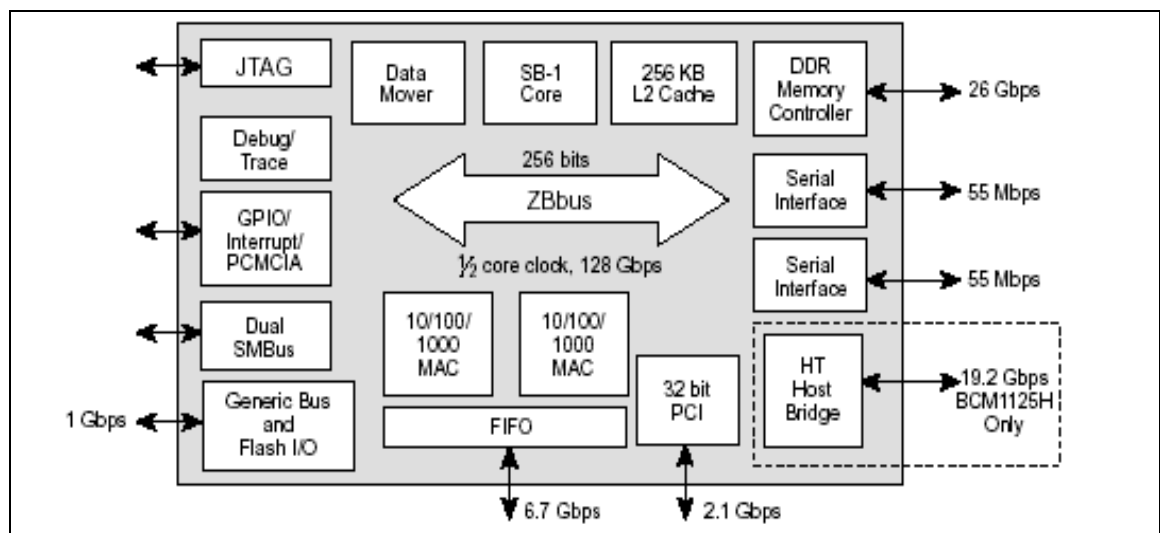 JTAG
Data
Mover
SB-1
Core
256 KB
L2 Cache
DDR
Memory
Controller
26 Gbps
Debug/
Trace
256 bits
ZBbus
½ core clock, 128 Gbps
Serial
Interface
55 Mbps
GPIO/
Interrupt/
PCMCIA
Serial
Interface
55 Mbps
Dual
SMBus
10/100/
1000
MAC
10/100/
1000
MAC
32 bit
PCI
HT
Host
Bridge
19.2 Gbps
BCM1125H
Only
1 Gbps
Generic Bus
and
Flash I/O
FIFO
6.7 Gbps
2.1 Gbps